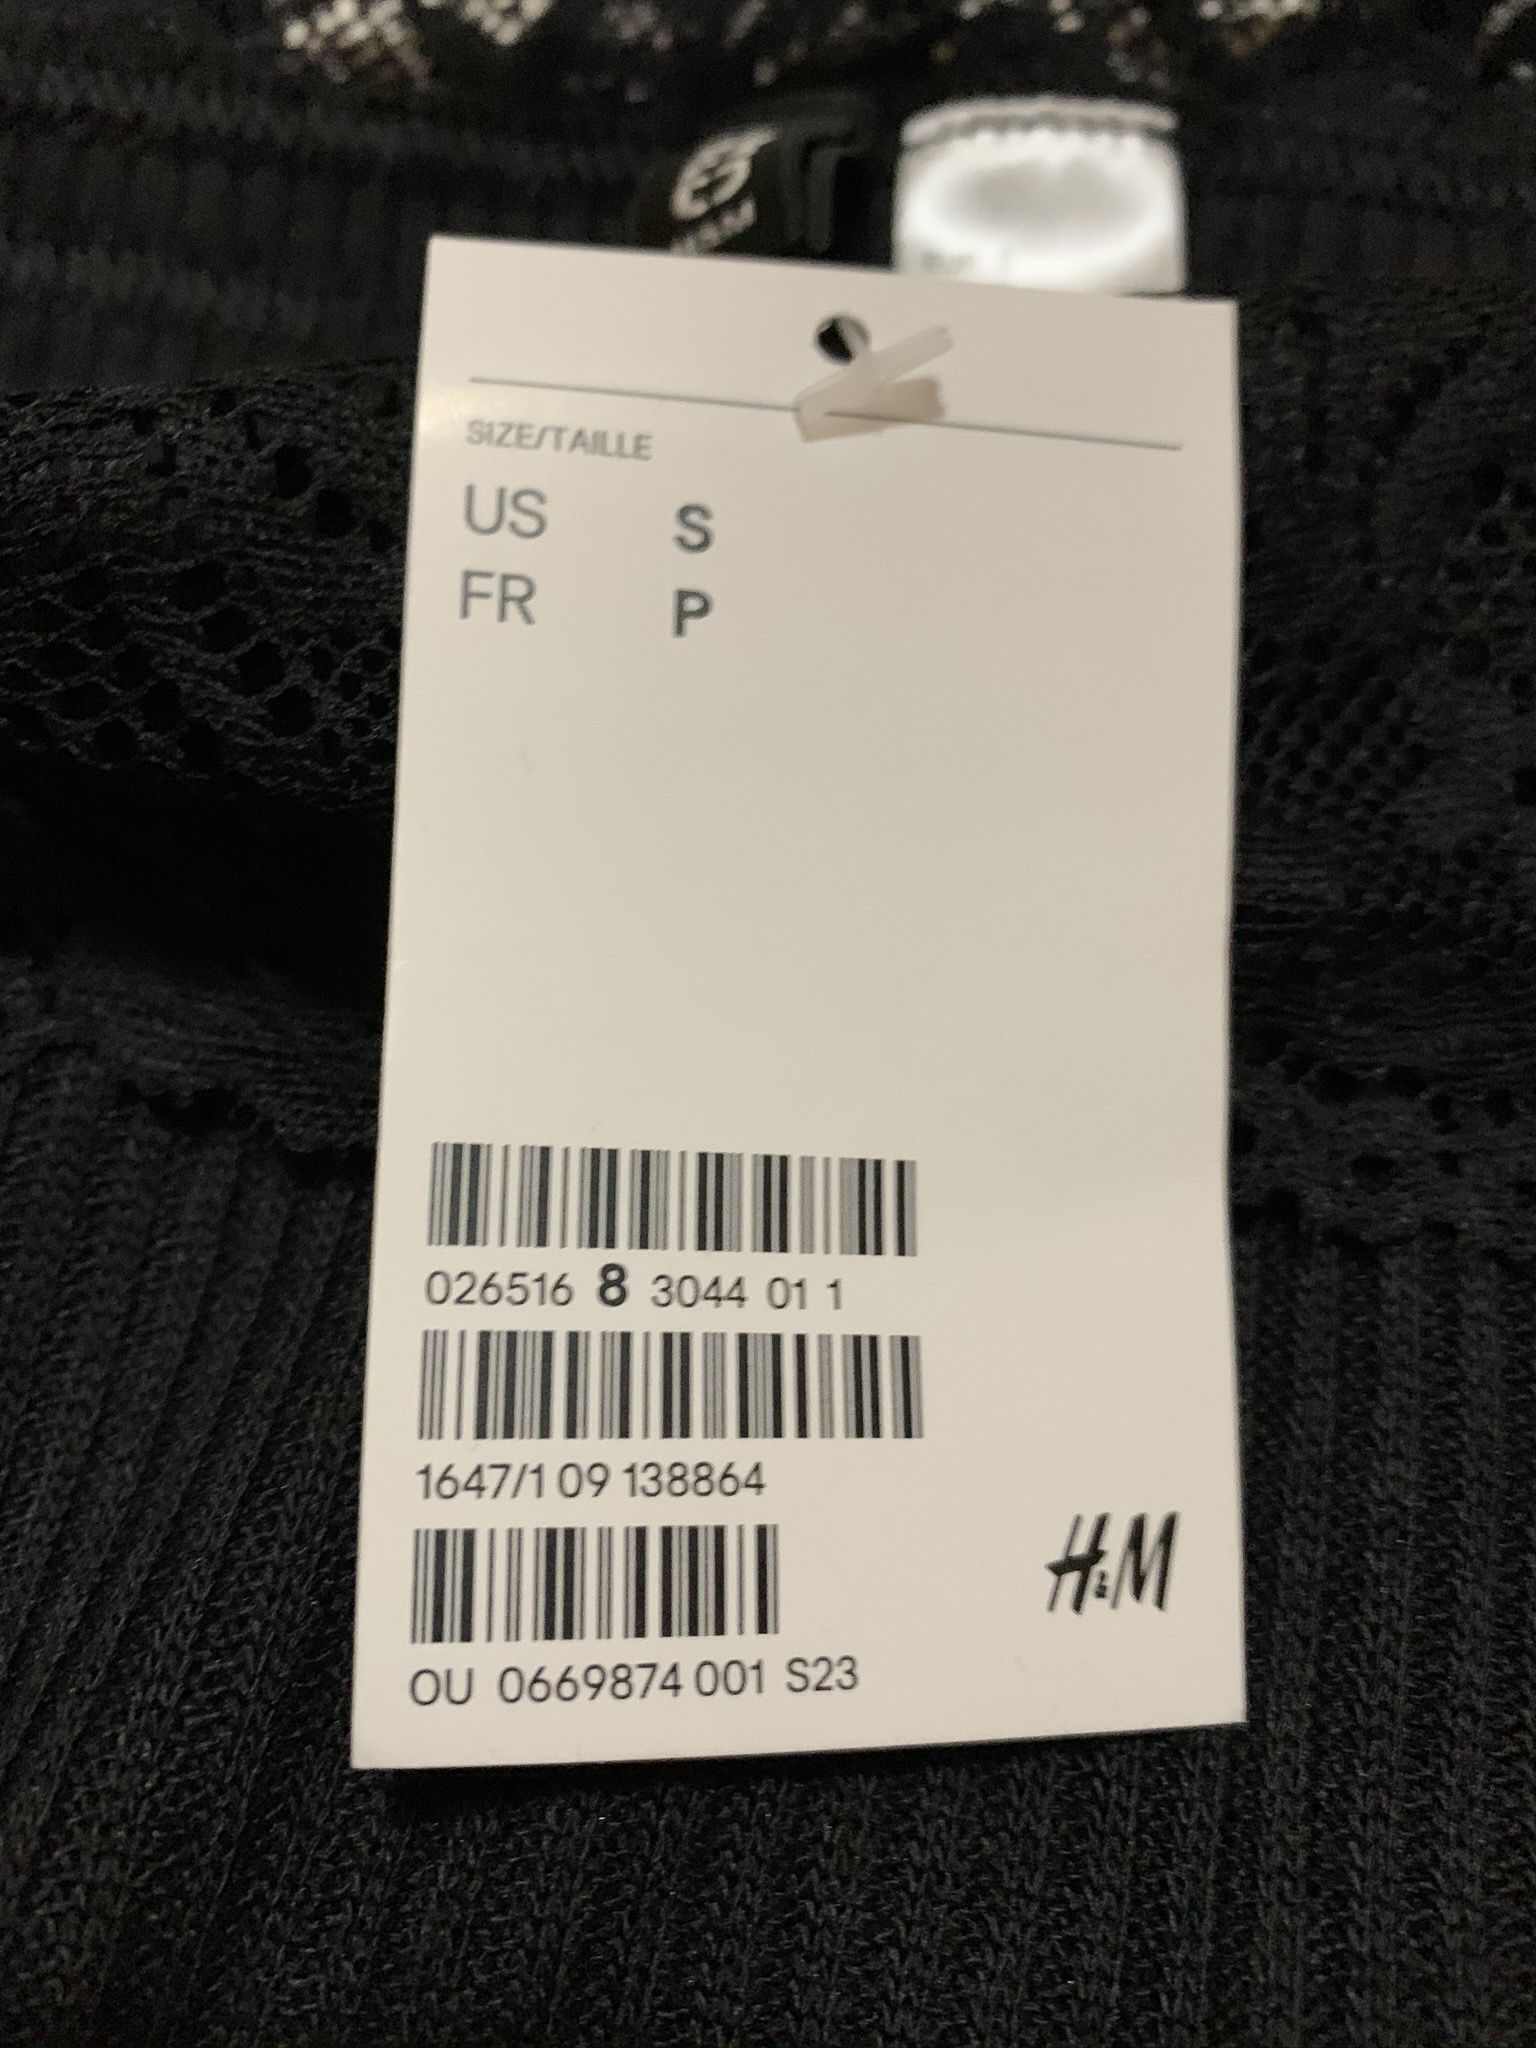 SIZE/TAILLE
US S
FR P
026516 8 3044 01 1
1647/1 09 138864
H&M
OU 0669874 001 S23